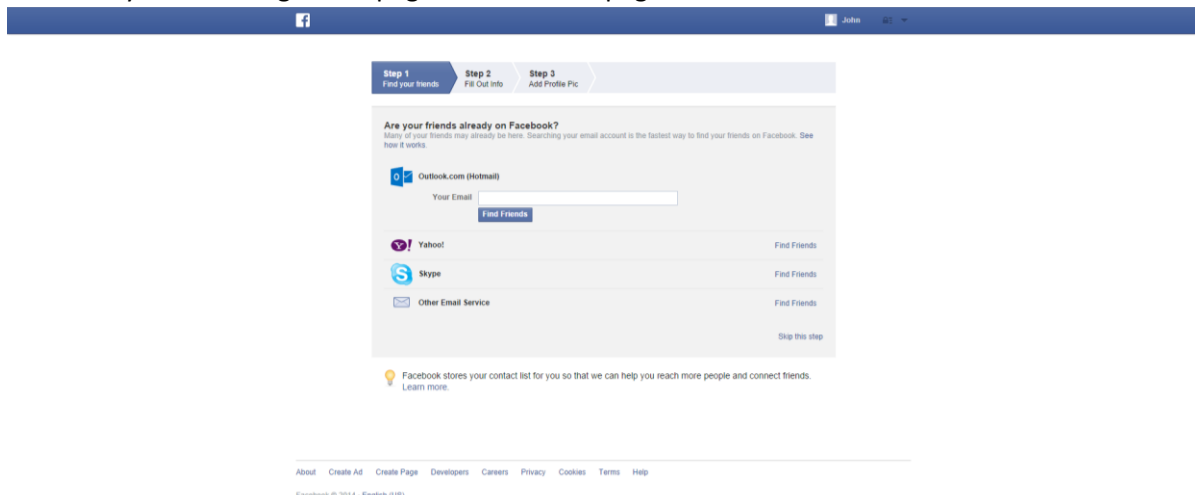 f
John
Step 1 Step 2 Step 3
Find your friends Fill Out Info Add Profile Pic
Are your friends already on Facebook?
Many of your friends may already be here. Searching your email account is the fastest way to find your friends on Facebook. See
how it works.
Outlook.com (Hotmail)
Your Email
Find Friends
Yahoo! Find Friends
Skype Find Friends
Other Email Service Find Friends
Skip this step
Facebook stores your contact list for you so that we can help you reach more people and connect friends.
Learn more.
About Create Ad Create Page Developers Careers Privacy Cookies Terms Help
Facebook © 2014 · English (US)